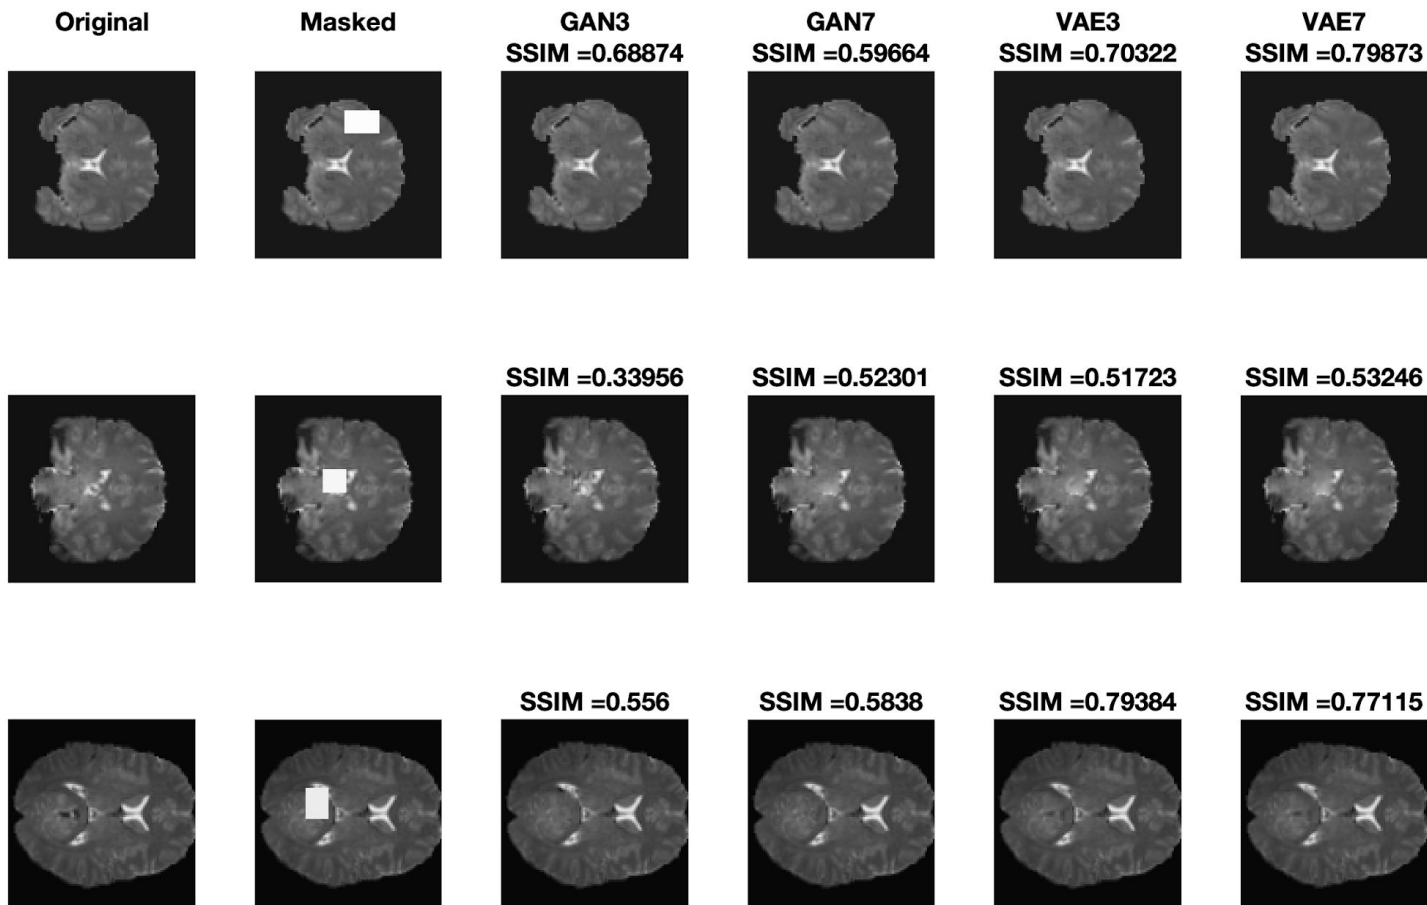 Original Masked GAN3 GAN7 VAE3 VAE7
SSIM =0.68874 SSIM =0.59664 SSIM =0.70322 SSIM =0.79873
SSIM =0.33956 SSIM =0.52301 SSIM =0.51723 SSIM =0.53246
SSIM =0.556 SSIM =0.5838 SSIM =0.79384 SSIM =0.77115